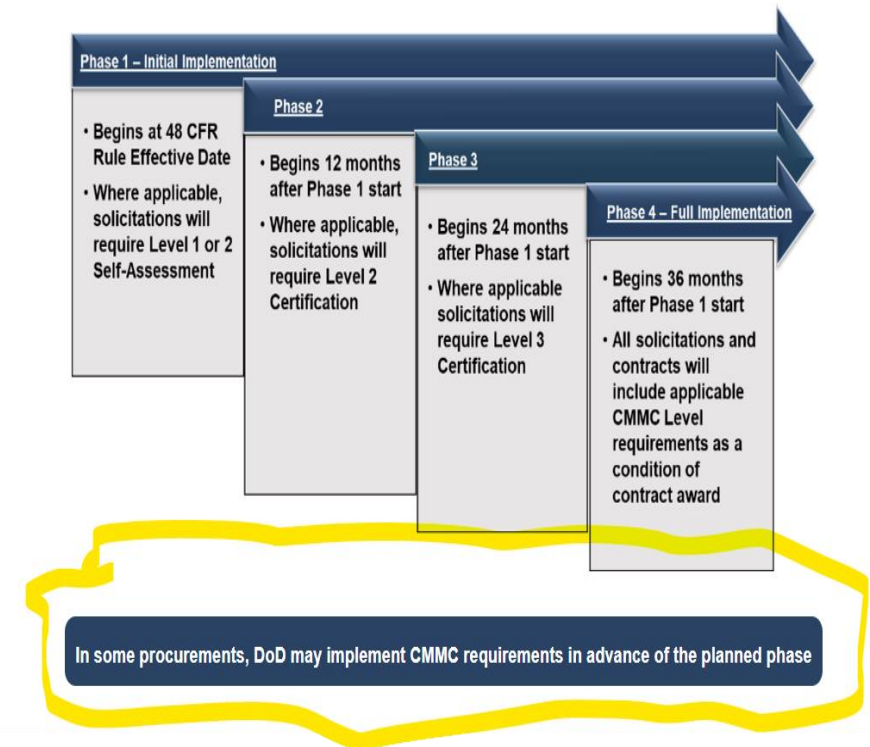 Phase 1 – Initial Implementation
• Begins at 48 CFR
Rule Effective Date
• Where applicable,
solicitations will
require Level 1 or 2
Self-Assessment
Phase 2
• Begins 12 months
after Phase 1 start
• Where applicable,
solicitations will
require Level 2
Certification
Phase 3
• Begins 24 months
after Phase 1 start
• Where applicable
solicitations will
require Level 3
Certification
Phase 4 – Full Implementation
• Begins 36 months
after Phase 1 start
• All solicitations and
contracts will
include applicable
CMMC Level
requirements as a
condition of
contract award
In some procurements, DoD may implement CMMC requirements in advance of the planned phase